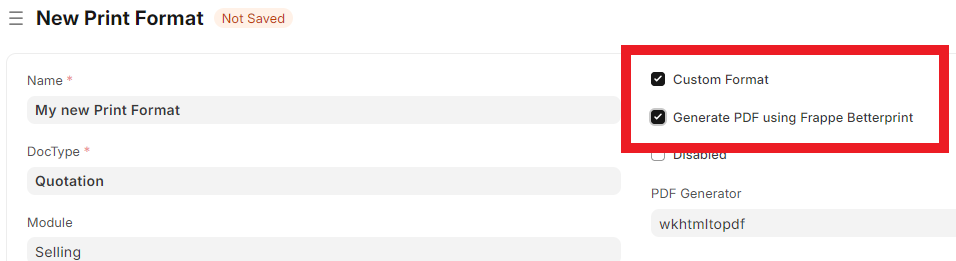 New Print Format Not Saved
Name *
My new Print Format
DocType *
Quotation
Module
Selling
Custom Format
Generate PDF using Frappe Betterprint
Disabled
PDF Generator
wkhtmltopdf